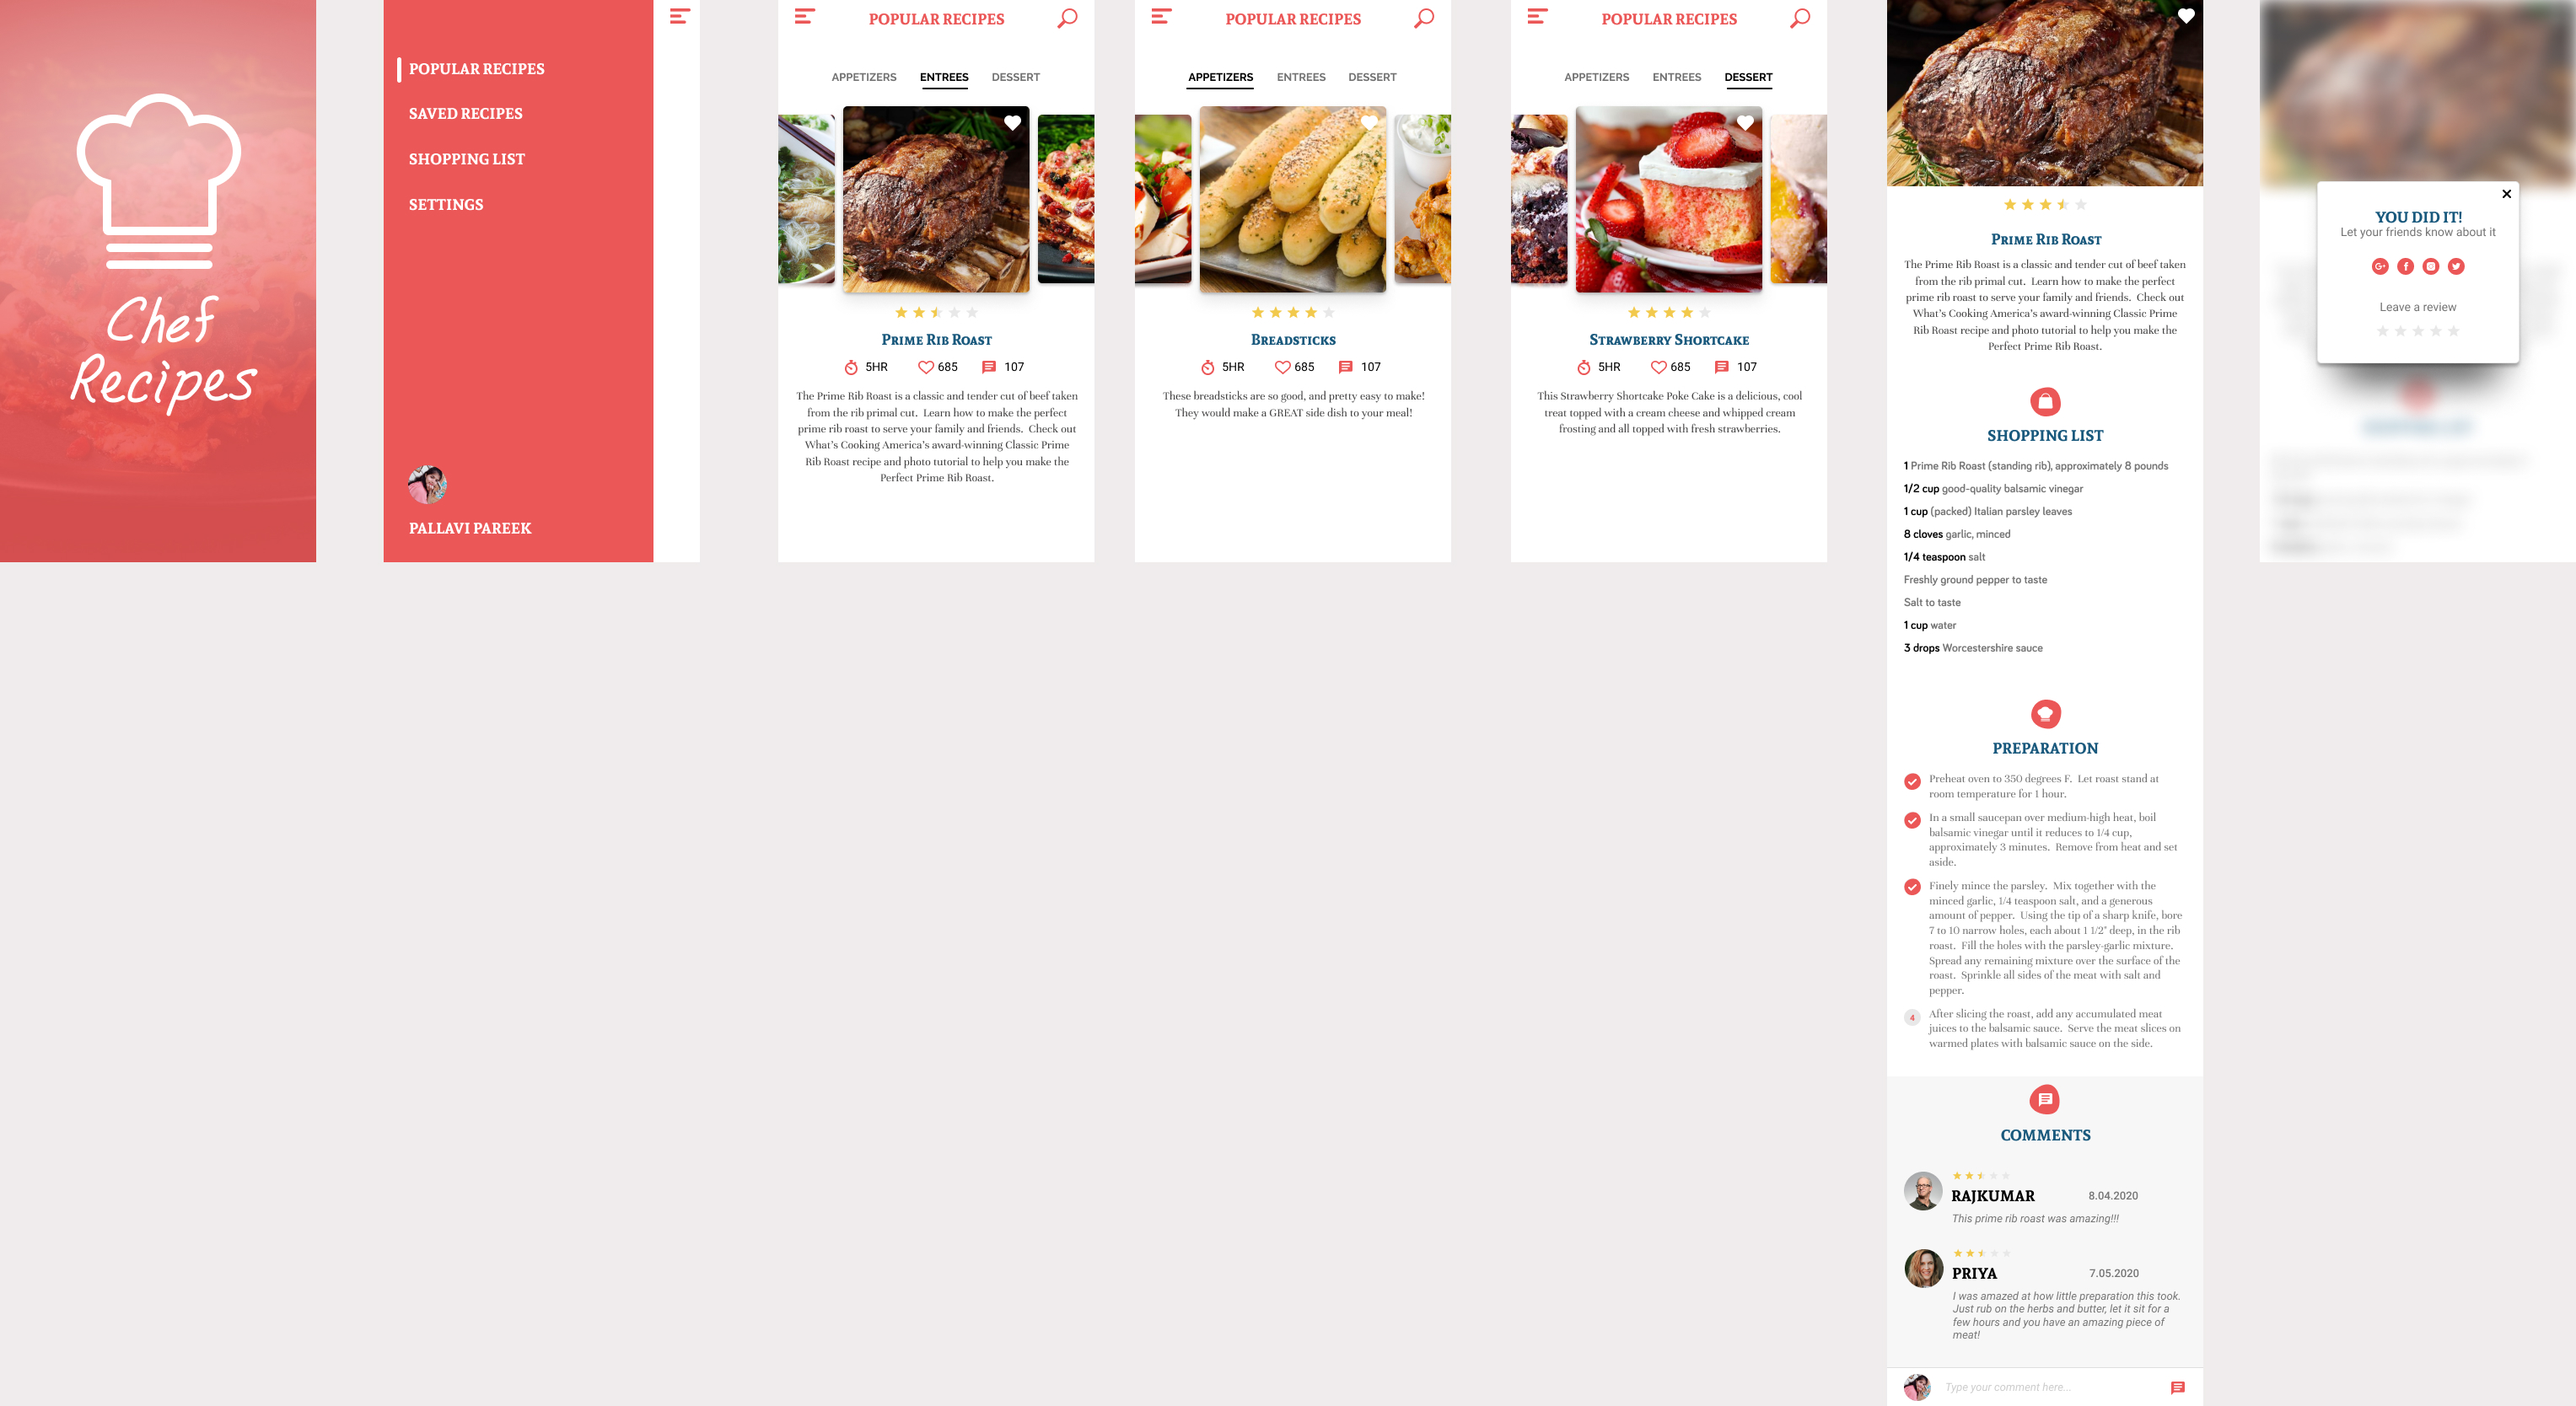 Chef
Recipes
POPULAR RECIPES
SAVED RECIPES
SHOPPING LIST
SETTINGS
PALLAVI PAREEK
POPULAR RECIPES
APPETIZERS ENTREES DESSERT
PRIME RIB ROAST
5HR 685 107
The Prime Rib Roast is a classic and tender cut of beef taken
from the rib primal cut. Learn how to make the perfect
prime rib roast to serve your family and friends. Check out
What's Cooking America's award-winning Classic Prime
Rib Roast recipe and photo tutorial to help you make the
Perfect Prime Rib Roast.
POPULAR RECIPES
APPETIZERS ENTREES DESSERT
BREADSTICKS
5HR 685 107
These breadsticks are so good, and pretty easy to make!
They would make a GREAT side dish to your meal!
POPULAR RECIPES
APPETIZERS ENTREES DESSERT
STRAWBERRY SHORTCAKE
5HR 685 107
This Strawberry Shortcake Poke Cake is a delicious, cool
treat topped with a cream cheese and whipped cream
frosting and all topped with fresh strawberries.
PRIME RIB ROAST
The Prime Rib Roast is a classic and tender cut of beef taken
from the rib primal cut. Learn how to make the perfect
prime rib roast to serve your family and friends. Check out
What's Cooking America's award-winning Classic Prime
Rib Roast recipe and photo tutorial to help you make the
Perfect Prime Rib Roast.
SHOPPING LIST
1 Prime Rib Roast (standing rib), approximately 8 pounds
1/2 cup good-quality balsamic vinegar
1 cup (packed) Italian parsley leaves
8 cloves garlic, minced
1/4 teaspoon salt
Freshly ground pepper to taste
Salt to taste
1 cup water
3 drops Worcestershire sauce
PREPARATION
Preheat oven to 350 degrees F. Let roast stand at
room temperature for 1 hour.
In a small saucepan over medium-high heat, boil
balsamic vinegar until it reduces to 1/4 cup,
approximately 3 minutes. Remove from heat and set
aside.
Finely mince the parsley. Mix together with the
minced garlic, 1/4 teaspoon salt, and a generous
amount of pepper. Using the tip of a sharp knife, bore
7 to 10 narrow holes, each about 1 1/2" deep, in the rib
roast. Fill the holes with the parsley-garlic mixture.
Spread any remaining mixture over the surface of the
roast. Sprinkle all sides of the meat with salt and
pepper.
4 After slicing the roast, add any accumulated meat
juices to the balsamic sauce. Serve the meat slices on
warmed plates with balsamic sauce on the side.
COMMENTS
RAJKUMAR 8.04.2020
This prime rib roast was amazing!!!
PRIYA 7.05.2020
I was amazed at how little preparation this took.
Just rub on the herbs and butter, let it sit for a
few hours and you have an amazing piece of
meat!
Type your comment here...
YOU DID IT!
Let your friends know about it
G+ f
Leave a review